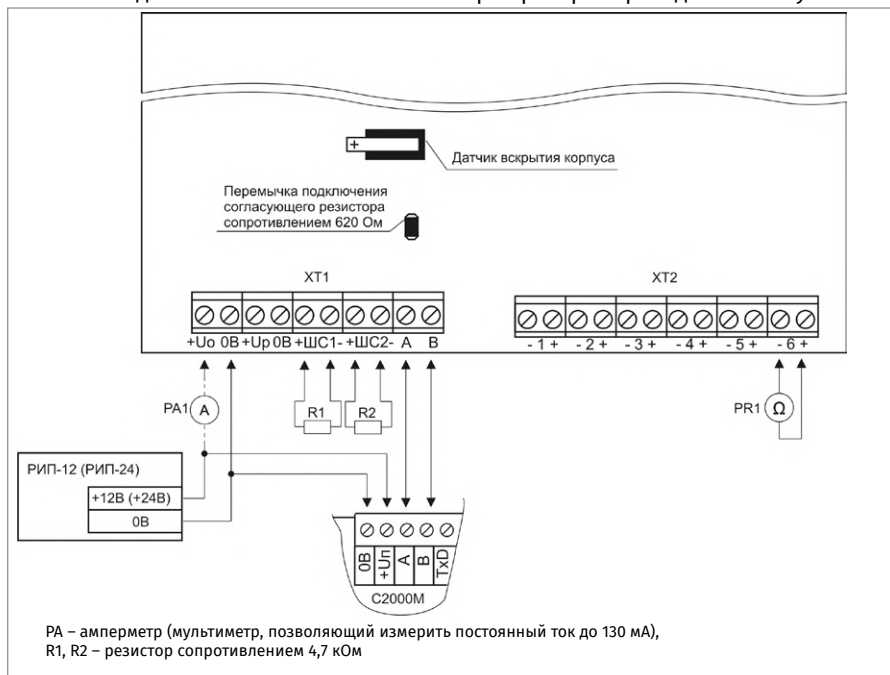 Датчик вскрытия корпуса
Перемычка подключения
согласующего резистора
сопротивлением 620 Ом
XT1
XT2
+Uo 0В +Up 0В +ШС1- +ШС2- A B
- 1 + - 2 + - 3 + - 4 + - 5 + - 6 +
PA1 A
R1 R2
PR1 Ω
РИП-12 (РИП-24)
+12В (+24В)
0В
0В +Uп A B TxD
С2000М
PA – амперметр (мультиметр, позволяющий измерить постоянный ток до 130 мА),
R1, R2 – резистор сопротивлением 4,7 кОм